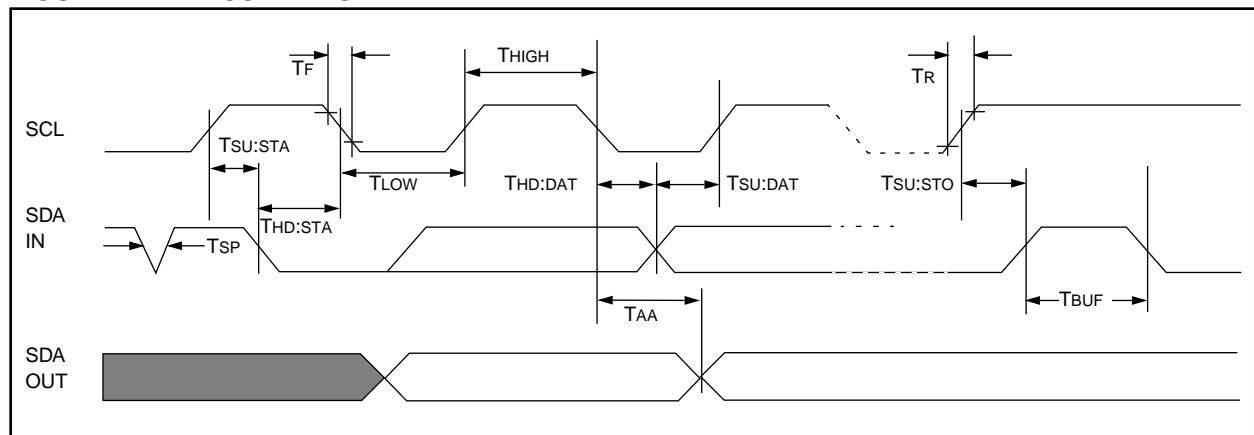 TF
THIGH
TR
SCL
TSU:STA
TLOW
THD:DAT
TSU:DAT
TSU:STO
SDA
IN
TSP
THD:STA
TAA
TBUF
SDA
OUT